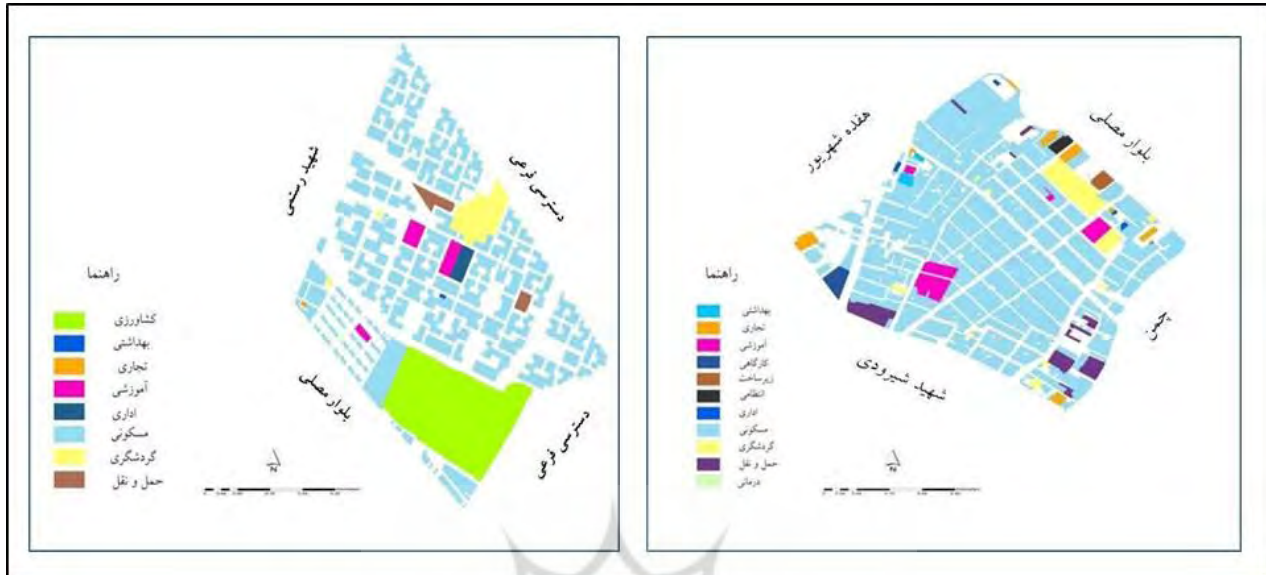 هفده شهریور
بلوار مصلی
چمن
شهید شیرودی
راهنما
بهداشتی
تجاری
آموزشی
کارگاهی
زیرساخت
انتظامی
اداری
مسکونی
گردشگری
حمل و نقل
درمانی
شهید رستمی
دسترسی فرعی
دسترسی فرعی
بلوار مصلی
راهنما
کشاورزی
بهداشتی
تجاری
آموزشی
اداری
مسکونی
گردشگری
حمل و نقل